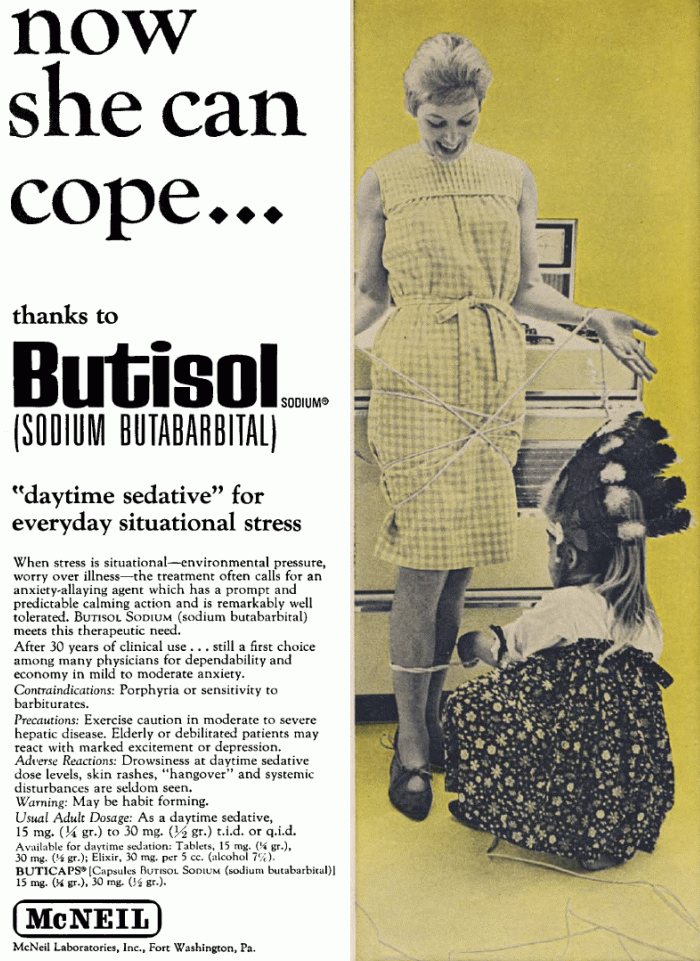 now
she can
cope...
thanks to
Butisol SODIUM®
(SODIUM BUTABARBITAL)
"daytime sedative" for
everyday situational stress
When stress is situational—environmental pressure,
worry over illness—the treatment often calls for an
anxiety-allaying agent which has a prompt and
predictable calming action and is remarkably well
tolerated. BUTISOL SODIUM (sodium butabarbital)
meets this therapeutic need.
After 30 years of clinical use . . . still a first choice
among many physicians for dependability and
economy in mild to moderate anxiety.
Contraindications: Porphyria or sensitivity to
barbiturates.
Precautions: Exercise caution in moderate to severe
hepatic disease. Elderly or debilitated patients may
react with marked excitement or depression.
Adverse Reactions: Drowsiness at daytime sedative
dose levels, skin rashes, "hangover" and systemic
disturbances are seldom seen.
Warning: May be habit forming.
Usual Adult Dosage: As a daytime sedative,
15 mg. (¼ gr.) to 30 mg. (½ gr.) t.i.d. or q.i.d.
Available for daytime sedation: Tablets, 15 mg. (¼ gr.),
30 mg. (½ gr.); Elixir, 30 mg. per 5 cc. (alcohol 7%).
BUTICAPS® [Capsules BUTISOL SODIUM (sodium butabarbital)]
15 mg. (¼ gr.), 30 mg. (½ gr.).
McNEIL
McNeil Laboratories, Inc., Fort Washington, Pa.